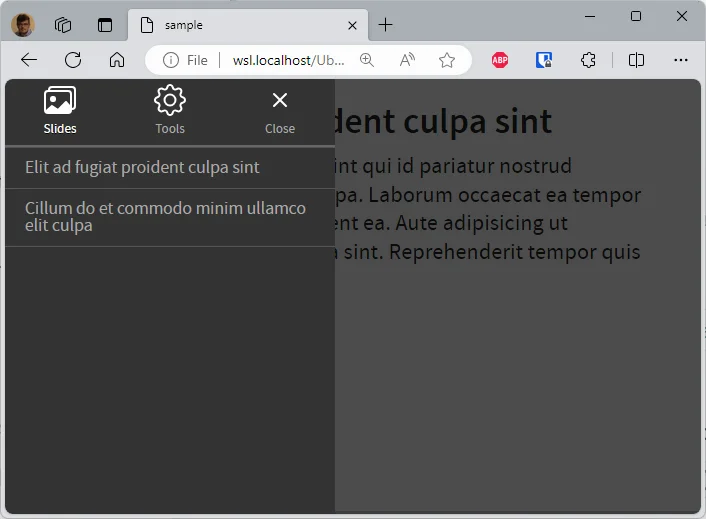 sample
File
wsl.localhost/Ub...
A
ABP
Slides
Tools
Close
Elit ad fugiat proident culpa sint
Cillum do et commodo minim ullamco
elit culpa
dent culpa sint
int qui id pariatur nostrud
pa. Laborum occaecat ea tempor
ent ea. Aute adipisicing ut
sint. Reprehenderit tempor quis